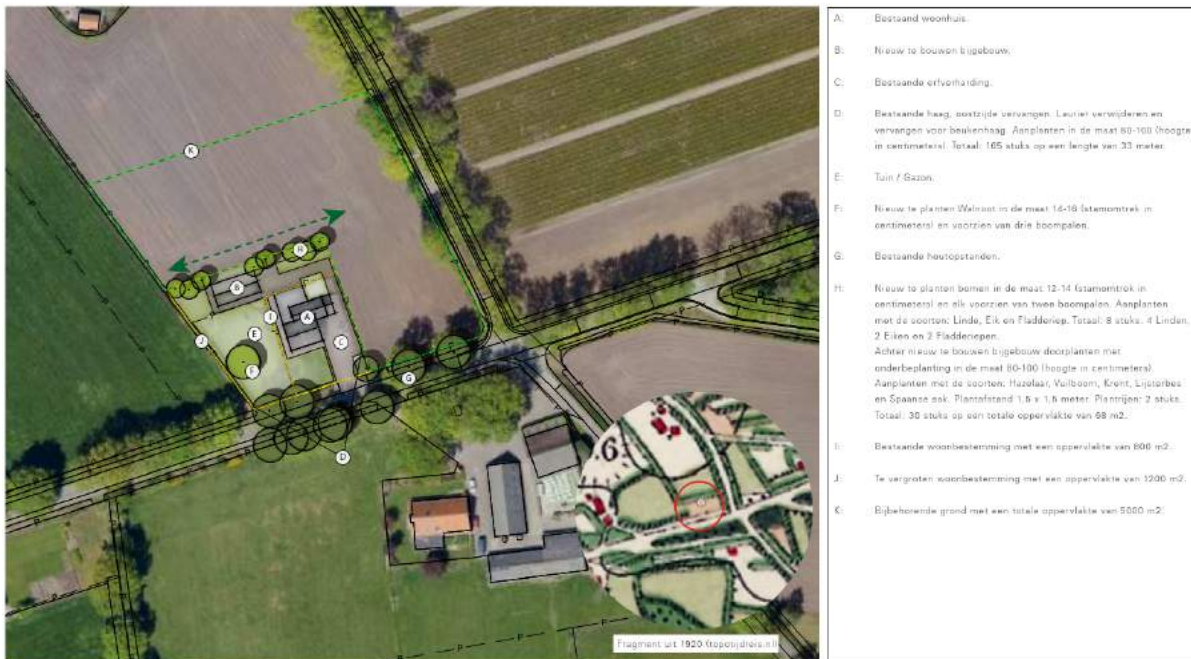 A: Bestaand woonhuis.
B: Nieuw te bouwen bijgebouw.
C: Bestaande erfverharding.
D: Bestaande haag, oostzijde vervangen. Laurier verwijderen en
vervangen voor beukenhaag. Aanplanten in de maat 80-100 (hoogte
in centimeters). Totaal: 165 stuks op een lengte van 33 meter.
E: Tuin / Gazon.
F: Nieuw te planten Walnoot in de maat 14-16 (stamomtrek in
centimeters) en voorzien van drie boompalen.
G: Bestaande houtopstanden.
H: Nieuw te planten bomen in de maat 12-14 (stamomtrek in
centimeters) en elk voorzien van twee boompalen. Aanplanten
met de soorten: Linde, Eik en Fladderiep. Totaal: 8 stuks. 4 Linden,
2 Eiken en 2 Fladderiepen.
Achter nieuw te bouwen bijgebouw doorplanten met
onderbeplanting in de maat 80-100 (hoogte in centimeters).
Aanplanten met de soorten: Hazelaar, Vuilboom, Krent, Lijsterbes
en Spaanse aak. Plantafstand 1,5 x 1,5 meter. Plantrijen: 2 stuks.
Totaal: 30 stuks op een totale oppervlakte van 68 m2.
I: Bestaande woonbestemming met een oppervlakte van 806 m2.
J: Te vergroten woonbestemming met een oppervlakte van 1200 m2.
K: Bijbehorende grond met een totale oppervlakte van 5000 m2.
K
H
B
A
I
E
J
C
F
G
D
6
Fragment uit 1920 (topotijdreis.nl)